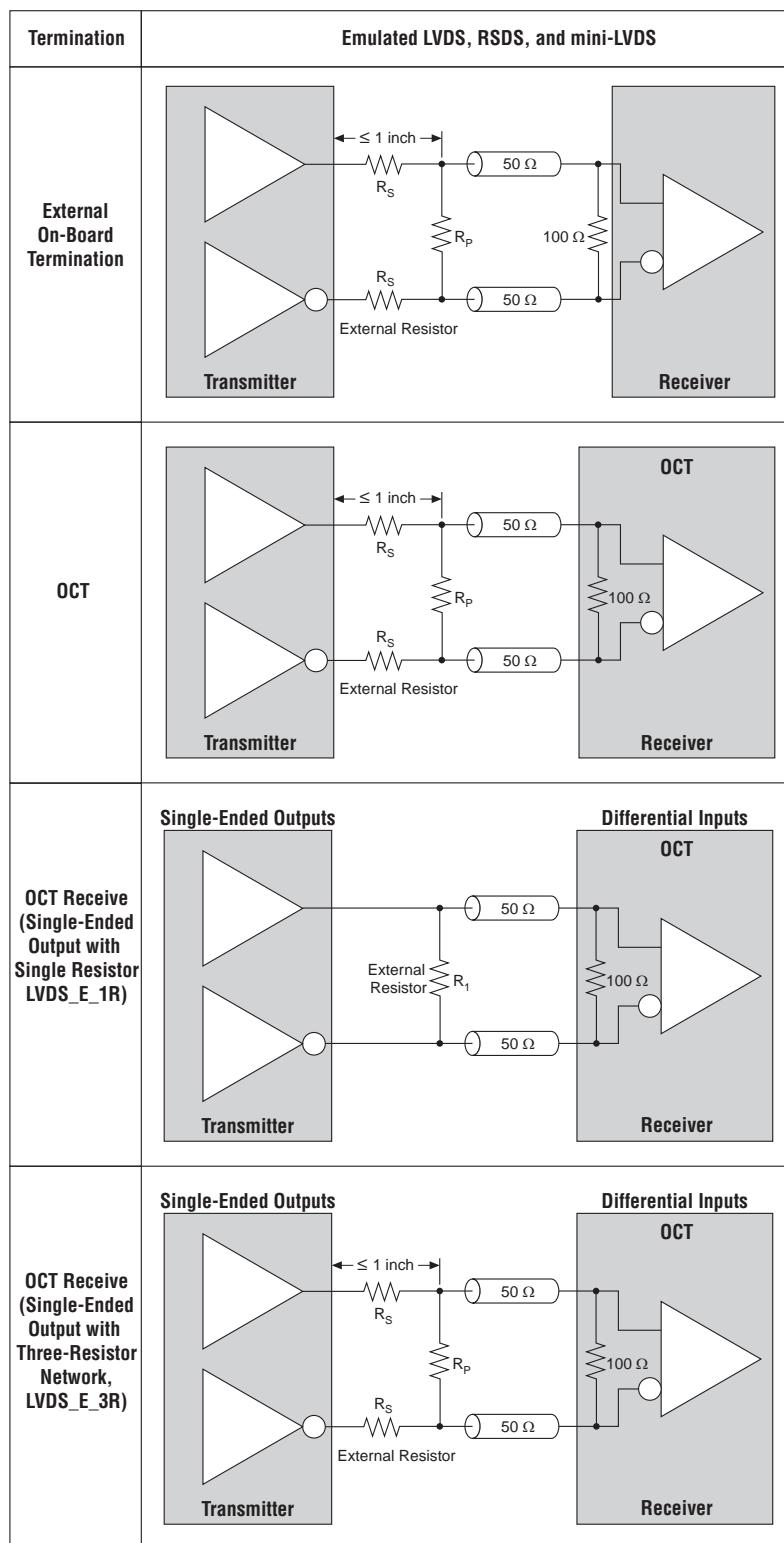 Termination
Emulated LVDS, RSDS, and mini-LVDS
External
On-Board
Termination
≤ 1 inch
R_S
50 Ω
R_P
100 Ω
R_S
50 Ω
External Resistor
Transmitter
Receiver
OCT
OCT
≤ 1 inch
R_S
50 Ω
R_P
100 Ω
R_S
50 Ω
External Resistor
Transmitter
Receiver
OCT Receive
(Single-Ended
Output with
Single Resistor
LVDS_E_1R)
Single-Ended Outputs
Differential Inputs
OCT
50 Ω
External
Resistor
R_1
100 Ω
50 Ω
Transmitter
Receiver
OCT Receive
(Single-Ended
Output with
Three-Resistor
Network,
LVDS_E_3R)
Single-Ended Outputs
Differential Inputs
OCT
≤ 1 inch
R_S
50 Ω
R_P
100 Ω
R_S
50 Ω
External Resistor
Transmitter
Receiver